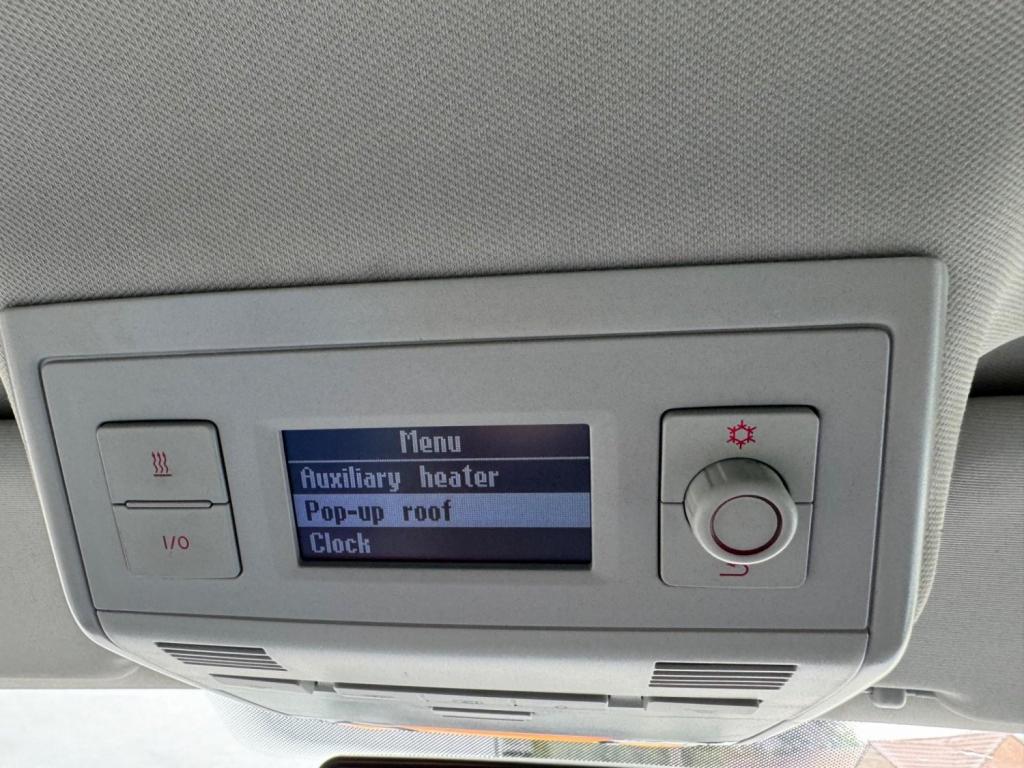 Menu
Auxiliary heater
Pop-up roof
Clock
I/O